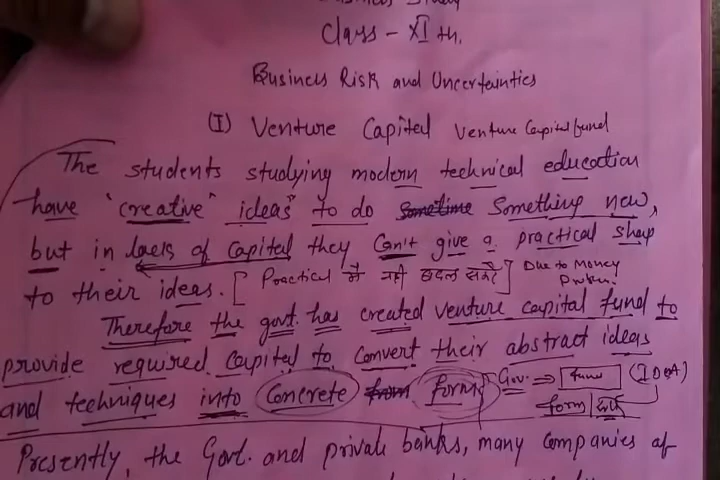 Business Study
Class - XI th.
Business Risk and Uncertainties
(I) Venture Capital Venture Capital fund
The students studying modern technical education
have "creative" ideas" to do sometime Something new,
but in lack of capital they Can't give a practical shap
to their ideas. [Practical में नही बदल सकते] Due to Money
Therefore the govt. has created venture capital fund to
provide required Capital to Convert their abstract ideas
and techniques into Concrete from forms Gov. ⇒ fund (IDEA)
form
Presently, the Govt. and private banks, many companies of